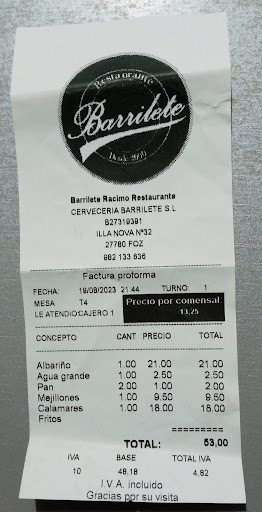 Restaurante
Barrilete
Barrilete Racimo Restaurante
CERVECERIA BARRILETE S.L
B27319391
ILLA NOVA Nº32
27780 FOZ
982 133 636
Factura proforma
FECHA: 19/08/2023 21:44 TURNO: 1
MESA T4 Precio por comensal:
LE ATENDIO: CAJERO 1 13,25
CONCEPTO CANT PRECIO TOTAL
Albariño 1.00 21.00 21.00
Agua grande 1.00 2.50 2.50
Pan 2.00 1.00 2.00
Mejillones 1.00 9.50 9.50
Calamares 1.00 18.00 18.00
Fritos
=========
TOTAL: 53,00
IVA BASE TOTAL IVA
10 48,18 4,82
I.V.A. incluido
Gracias por su visita